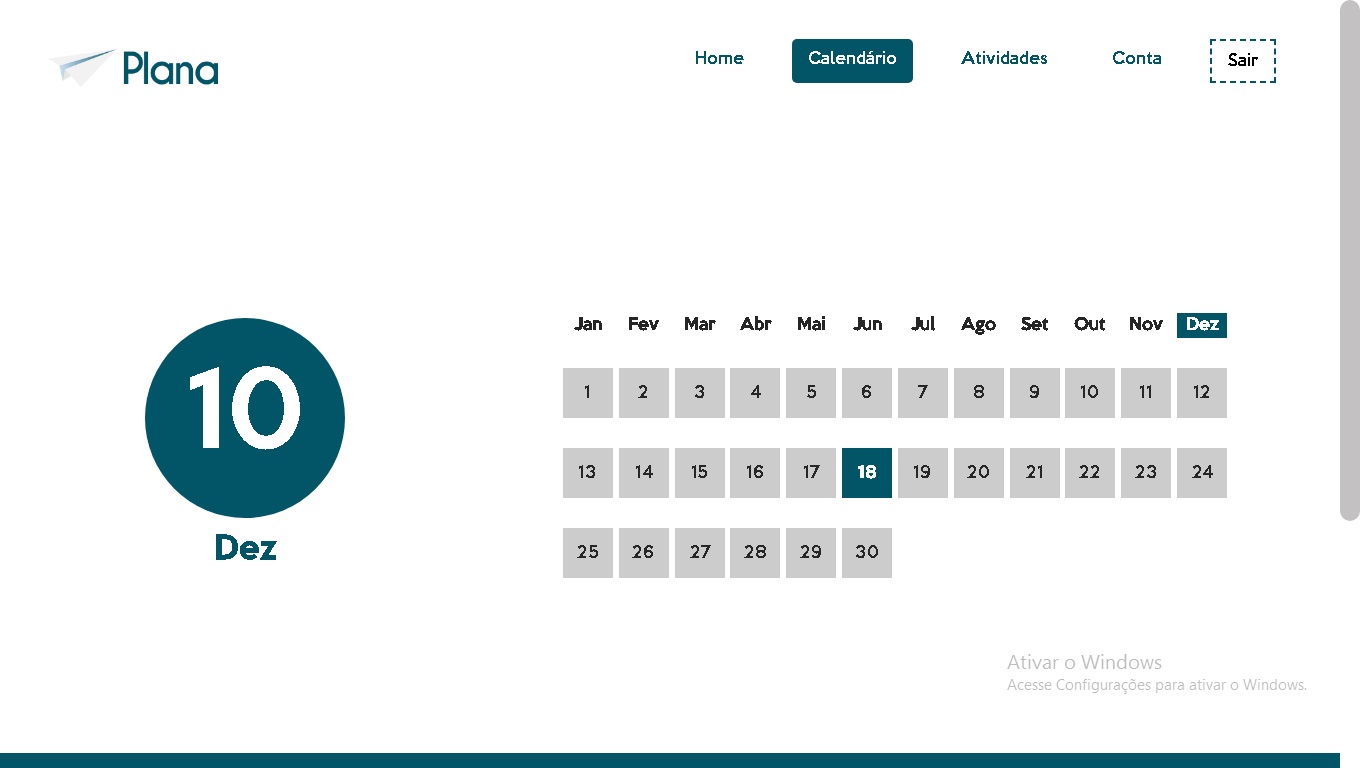 Plana
Home Calendário Atividades Conta Sair
10
Dez
Jan Fev Mar Abr Mai Jun Jul Ago Set Out Nov Dez
1 2 3 4 5 6 7 8 9 10 11 12
13 14 15 16 17 18 19 20 21 22 23 24
25 26 27 28 29 30
Ativar o Windows
Acesse Configurações para ativar o Windows.